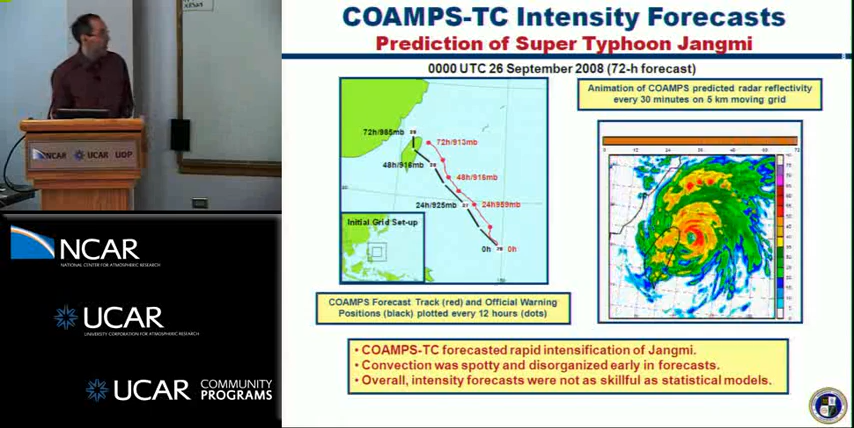 COAMPS-TC Intensity Forecasts
Prediction of Super Typhoon Jangmi
0000 UTC 26 September 2008 (72-h forecast)
Animation of COAMPS predicted radar reflectivity
every 30 minutes on 5 km moving grid
72h/985mb
72h/913mb
48h/916mb
48h/918mb
24h/925mb
24h959mb
Initial Grid Set-up
0h
0h
COAMPS Forecast Track (red) and Official Warning
Positions (black) plotted every 12 hours (dots)
• COAMPS-TC forecasted rapid intensification of Jangmi.
• Convection was spotty and disorganized early in forecasts.
• Overall, intensity forecasts were not as skillful as statistical models.
NCAR UCAR UOP
NCAR
NATIONAL CENTER FOR ATMOSPHERIC RESEARCH
UCAR
UNIVERSITY CORPORATION FOR ATMOSPHERIC RESEARCH
UCAR COMMUNITY
PROGRAMS